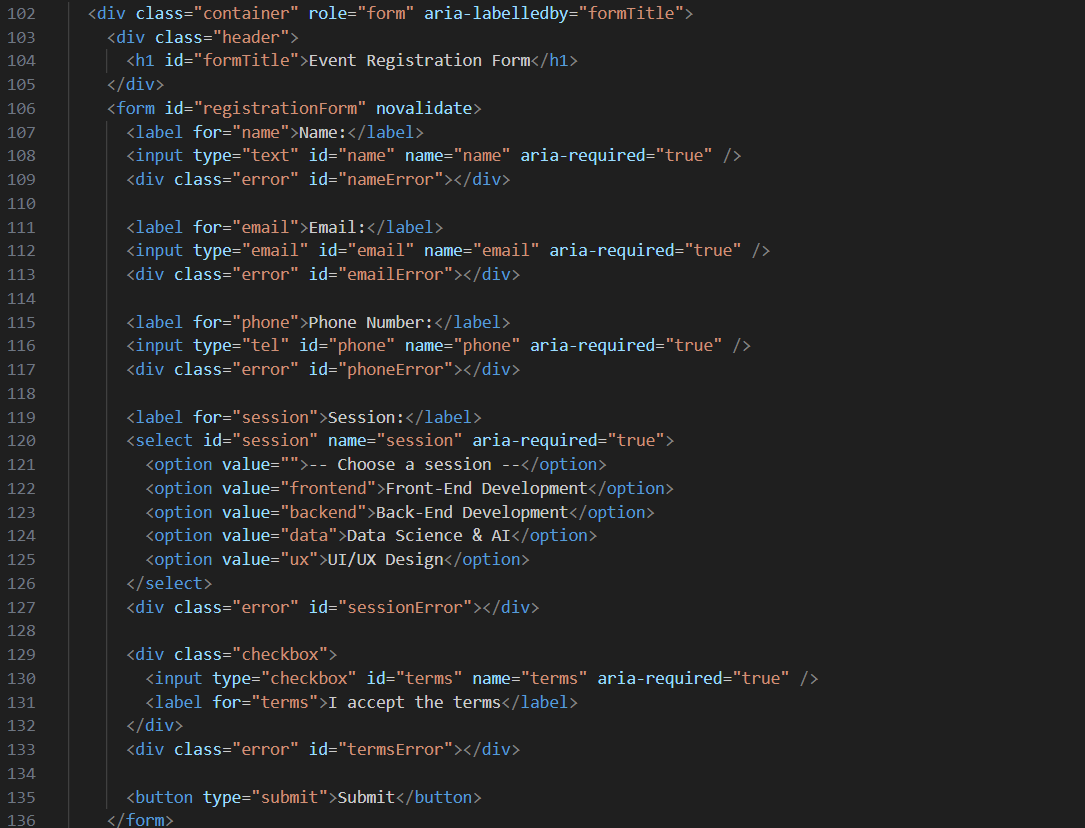 102 <div class="container" role="form" aria-labelledby="formTitle">
103 <div class="header">
104 <h1 id="formTitle">Event Registration Form</h1>
105 </div>
106 <form id="registrationForm" novalidate>
107 <label for="name">Name:</label>
108 <input type="text" id="name" name="name" aria-required="true" />
109 <div class="error" id="nameError"></div>
110
111 <label for="email">Email:</label>
112 <input type="email" id="email" name="email" aria-required="true" />
113 <div class="error" id="emailError"></div>
114
115 <label for="phone">Phone Number:</label>
116 <input type="tel" id="phone" name="phone" aria-required="true" />
117 <div class="error" id="phoneError"></div>
118
119 <label for="session">Session:</label>
120 <select id="session" name="session" aria-required="true">
121 <option value="">-- Choose a session --</option>
122 <option value="frontend">Front-End Development</option>
123 <option value="backend">Back-End Development</option>
124 <option value="data">Data Science & AI</option>
125 <option value="ux">UI/UX Design</option>
126 </select>
127 <div class="error" id="sessionError"></div>
128
129 <div class="checkbox">
130 <input type="checkbox" id="terms" name="terms" aria-required="true" />
131 <label for="terms">I accept the terms</label>
132 </div>
133 <div class="error" id="termsError"></div>
134
135 <button type="submit">Submit</button>
136 </form>